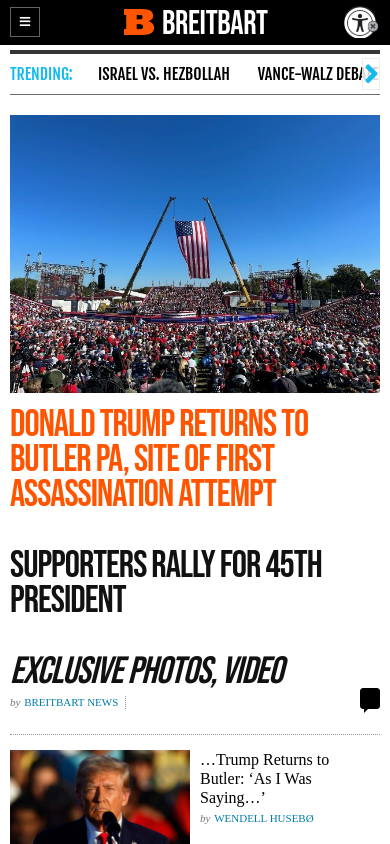 BREITBART
TRENDING: ISRAEL VS. HEZBOLLAH VANCE-WALZ DEBA
DONALD TRUMP RETURNS TO
BUTLER PA, SITE OF FIRST
ASSASSINATION ATTEMPT
SUPPORTERS RALLY FOR 45TH
PRESIDENT
EXCLUSIVE PHOTOS, VIDEO
by BREITBART NEWS
…Trump Returns to
Butler: ‘As I Was
Saying…’
by WENDELL HUSEBØ